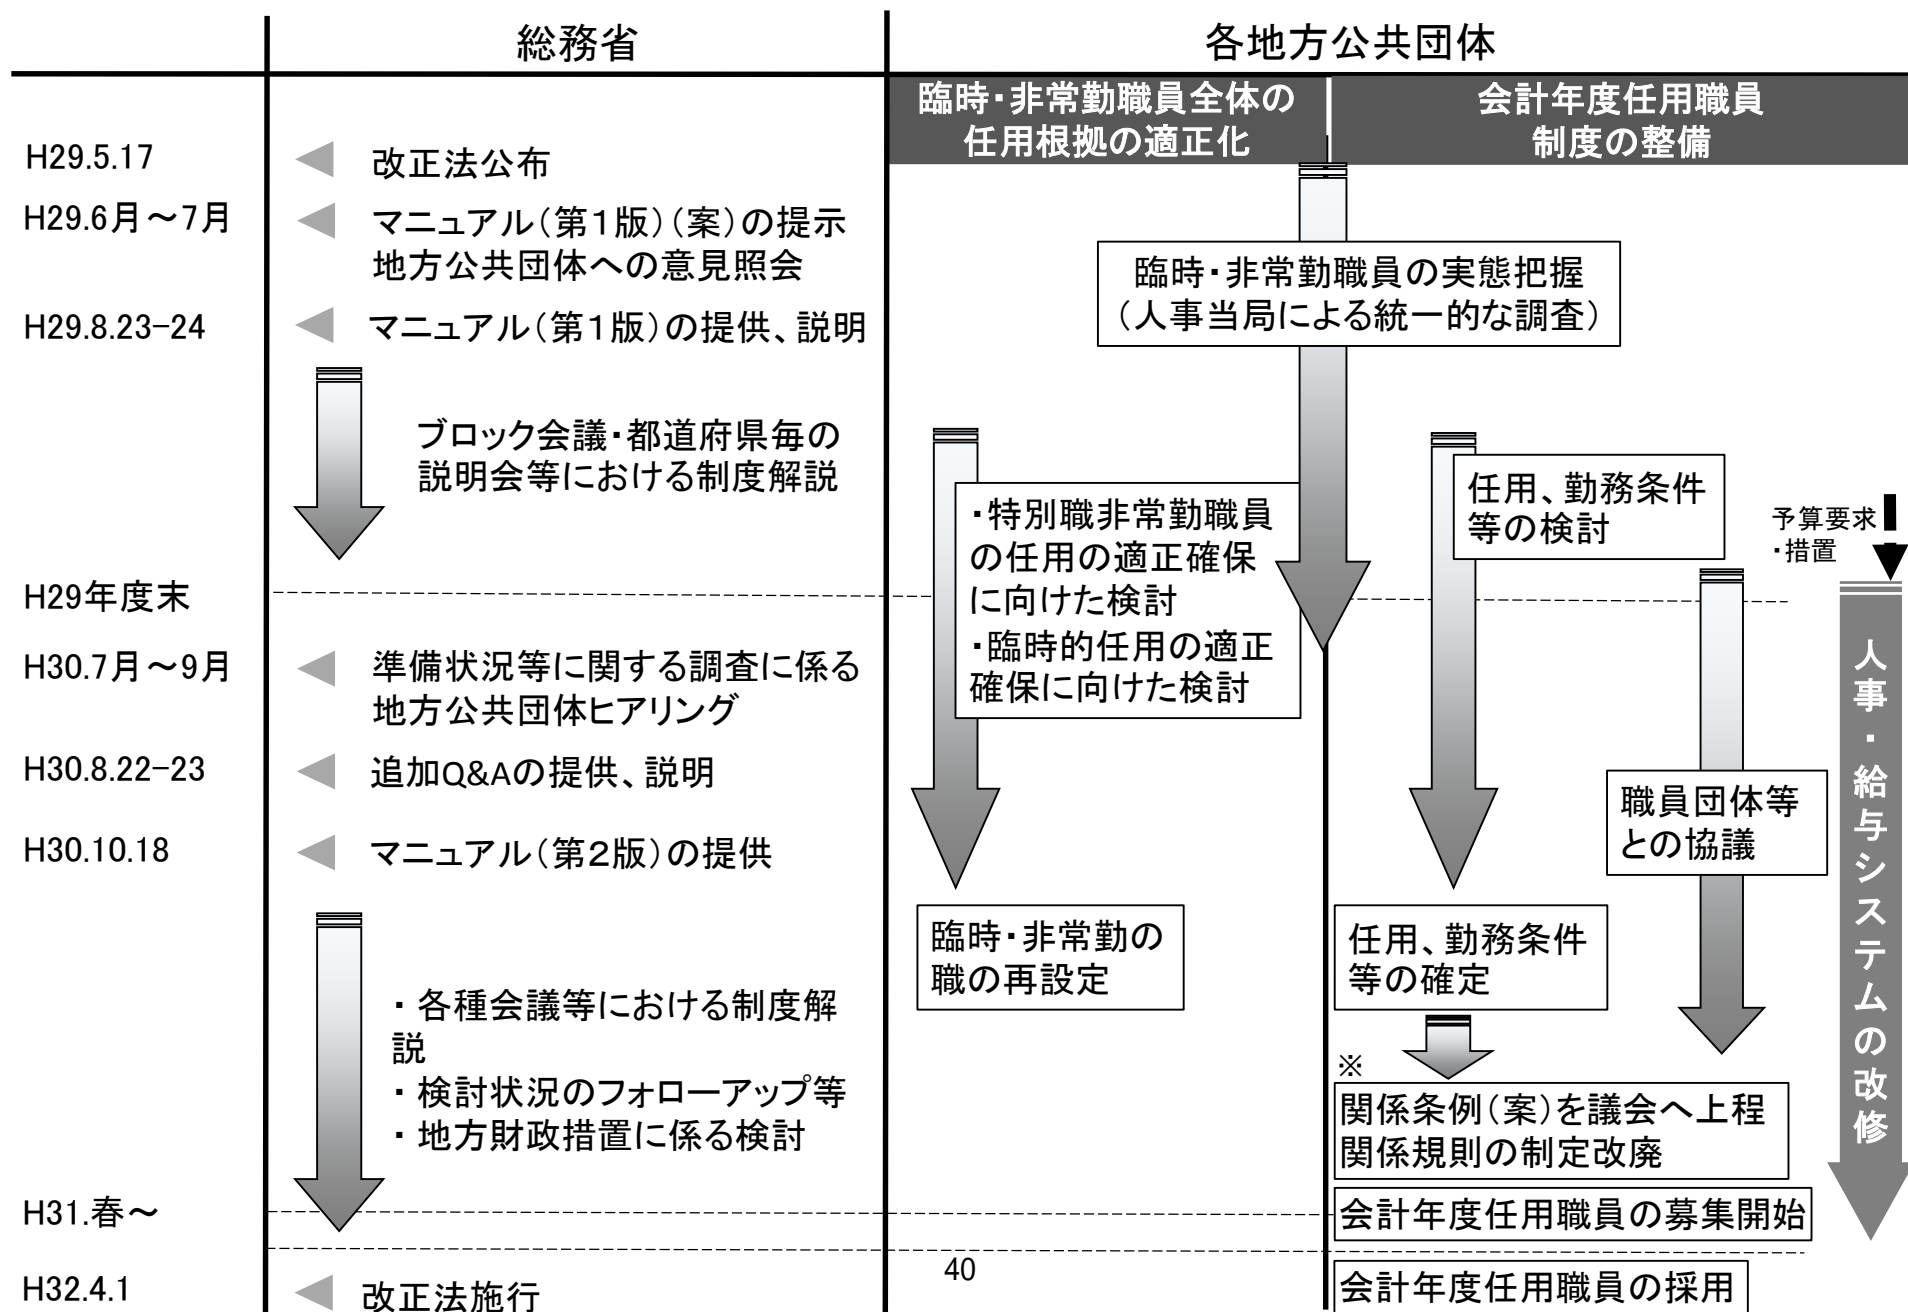 総務省
各地方公共団体
臨時・非常勤職員全体の
任用根拠の適正化
会計年度任用職員
制度の整備
H29.5.17
改正法公布
H29.6月～7月
マニュアル（第１版）（案）の提示
地方公共団体への意見照会
H29.8.23-24
マニュアル（第１版）の提供、説明
ブロック会議・都道府県毎の
説明会等における制度解説
H29年度末
H30.7月～9月
準備状況等に関する調査に係る
地方公共団体ヒアリング
H30.8.22-23
追加Q&Aの提供、説明
H30.10.18
マニュアル（第２版）の提供
・ 各種会議等における制度解
説
・ 検討状況のフォローアップ等
・ 地方財政措置に係る検討
H31.春～
H32.4.1
改正法施行
臨時・非常勤職員の実態把握
（人事当局による統一的な調査）
・特別職非常勤職員
の任用の適正確保
に向けた検討
・臨時的任用の適正
確保に向けた検討
臨時・非常勤の
職の再設定
任用、勤務条件
等の検討
職員団体等
との協議
任用、勤務条件
等の確定
※
関係条例（案）を議会へ上程
関係規則の制定改廃
会計年度任用職員の募集開始
会計年度任用職員の採用
予算要求
・措置
人事・給与システムの改修
40